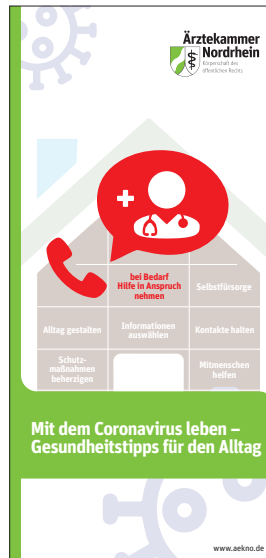 Ärztekammer
Nordrhein
Körperschaft des
öffentlichen Rechts
bei Bedarf
Hilfe in Anspruch
nehmen
Selbstfürsorge
Alltag gestalten
Informationen
auswählen
Kontakte halten
Schutz-
maßnahmen
beherzigen
Mitmenschen
helfen
Mit dem Coronavirus leben –
Gesundheitstipps für den Alltag
www.aekno.de